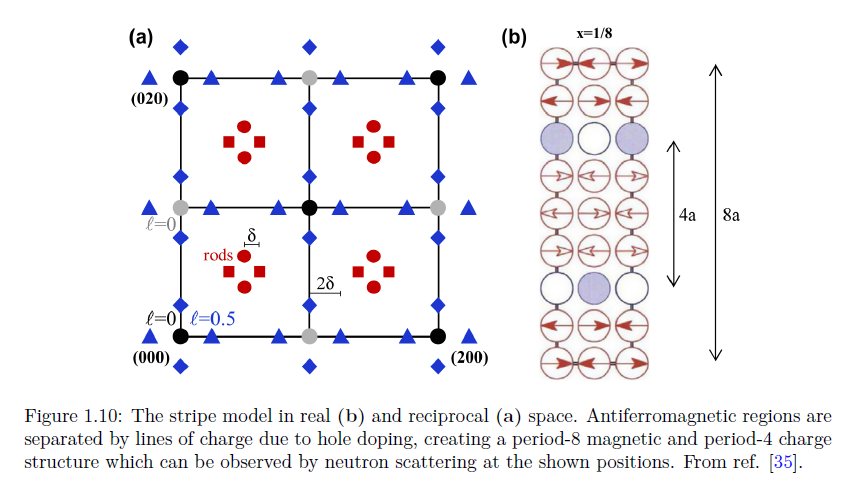 (a)
(b)
x=1/8
(020)
ℓ=0
δ
rods
2δ
ℓ=0
ℓ=0.5
(000)
(200)
4a
8a
Figure 1.10: The stripe model in real (b) and reciprocal (a) space. Antiferromagnetic regions are
separated by lines of charge due to hole doping, creating a period-8 magnetic and period-4 charge
structure which can be observed by neutron scattering at the shown positions. From ref. [35].